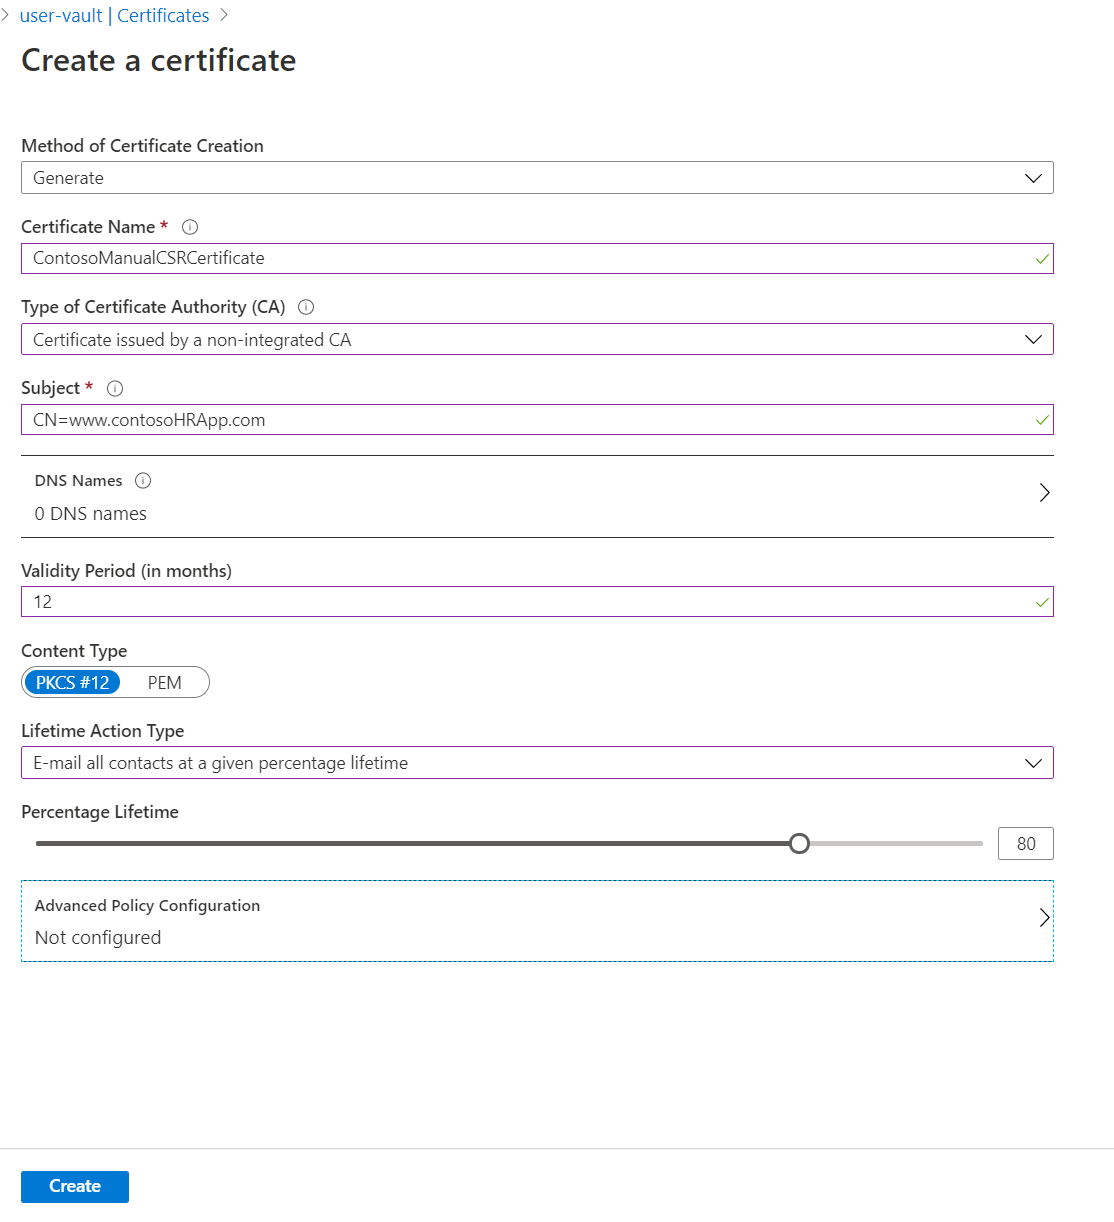 user-vault | Certificates
Create a certificate
Method of Certificate Creation
Generate
Certificate Name *
ContosoManualCSRCertificate
Type of Certificate Authority (CA)
Certificate issued by a non-integrated CA
Subject *
CN=www.contosoHRApp.com
DNS Names
0 DNS names
Validity Period (in months)
12
Content Type
PKCS #12 PEM
Lifetime Action Type
E-mail all contacts at a given percentage lifetime
Percentage Lifetime
80
Advanced Policy Configuration
Not configured
Create